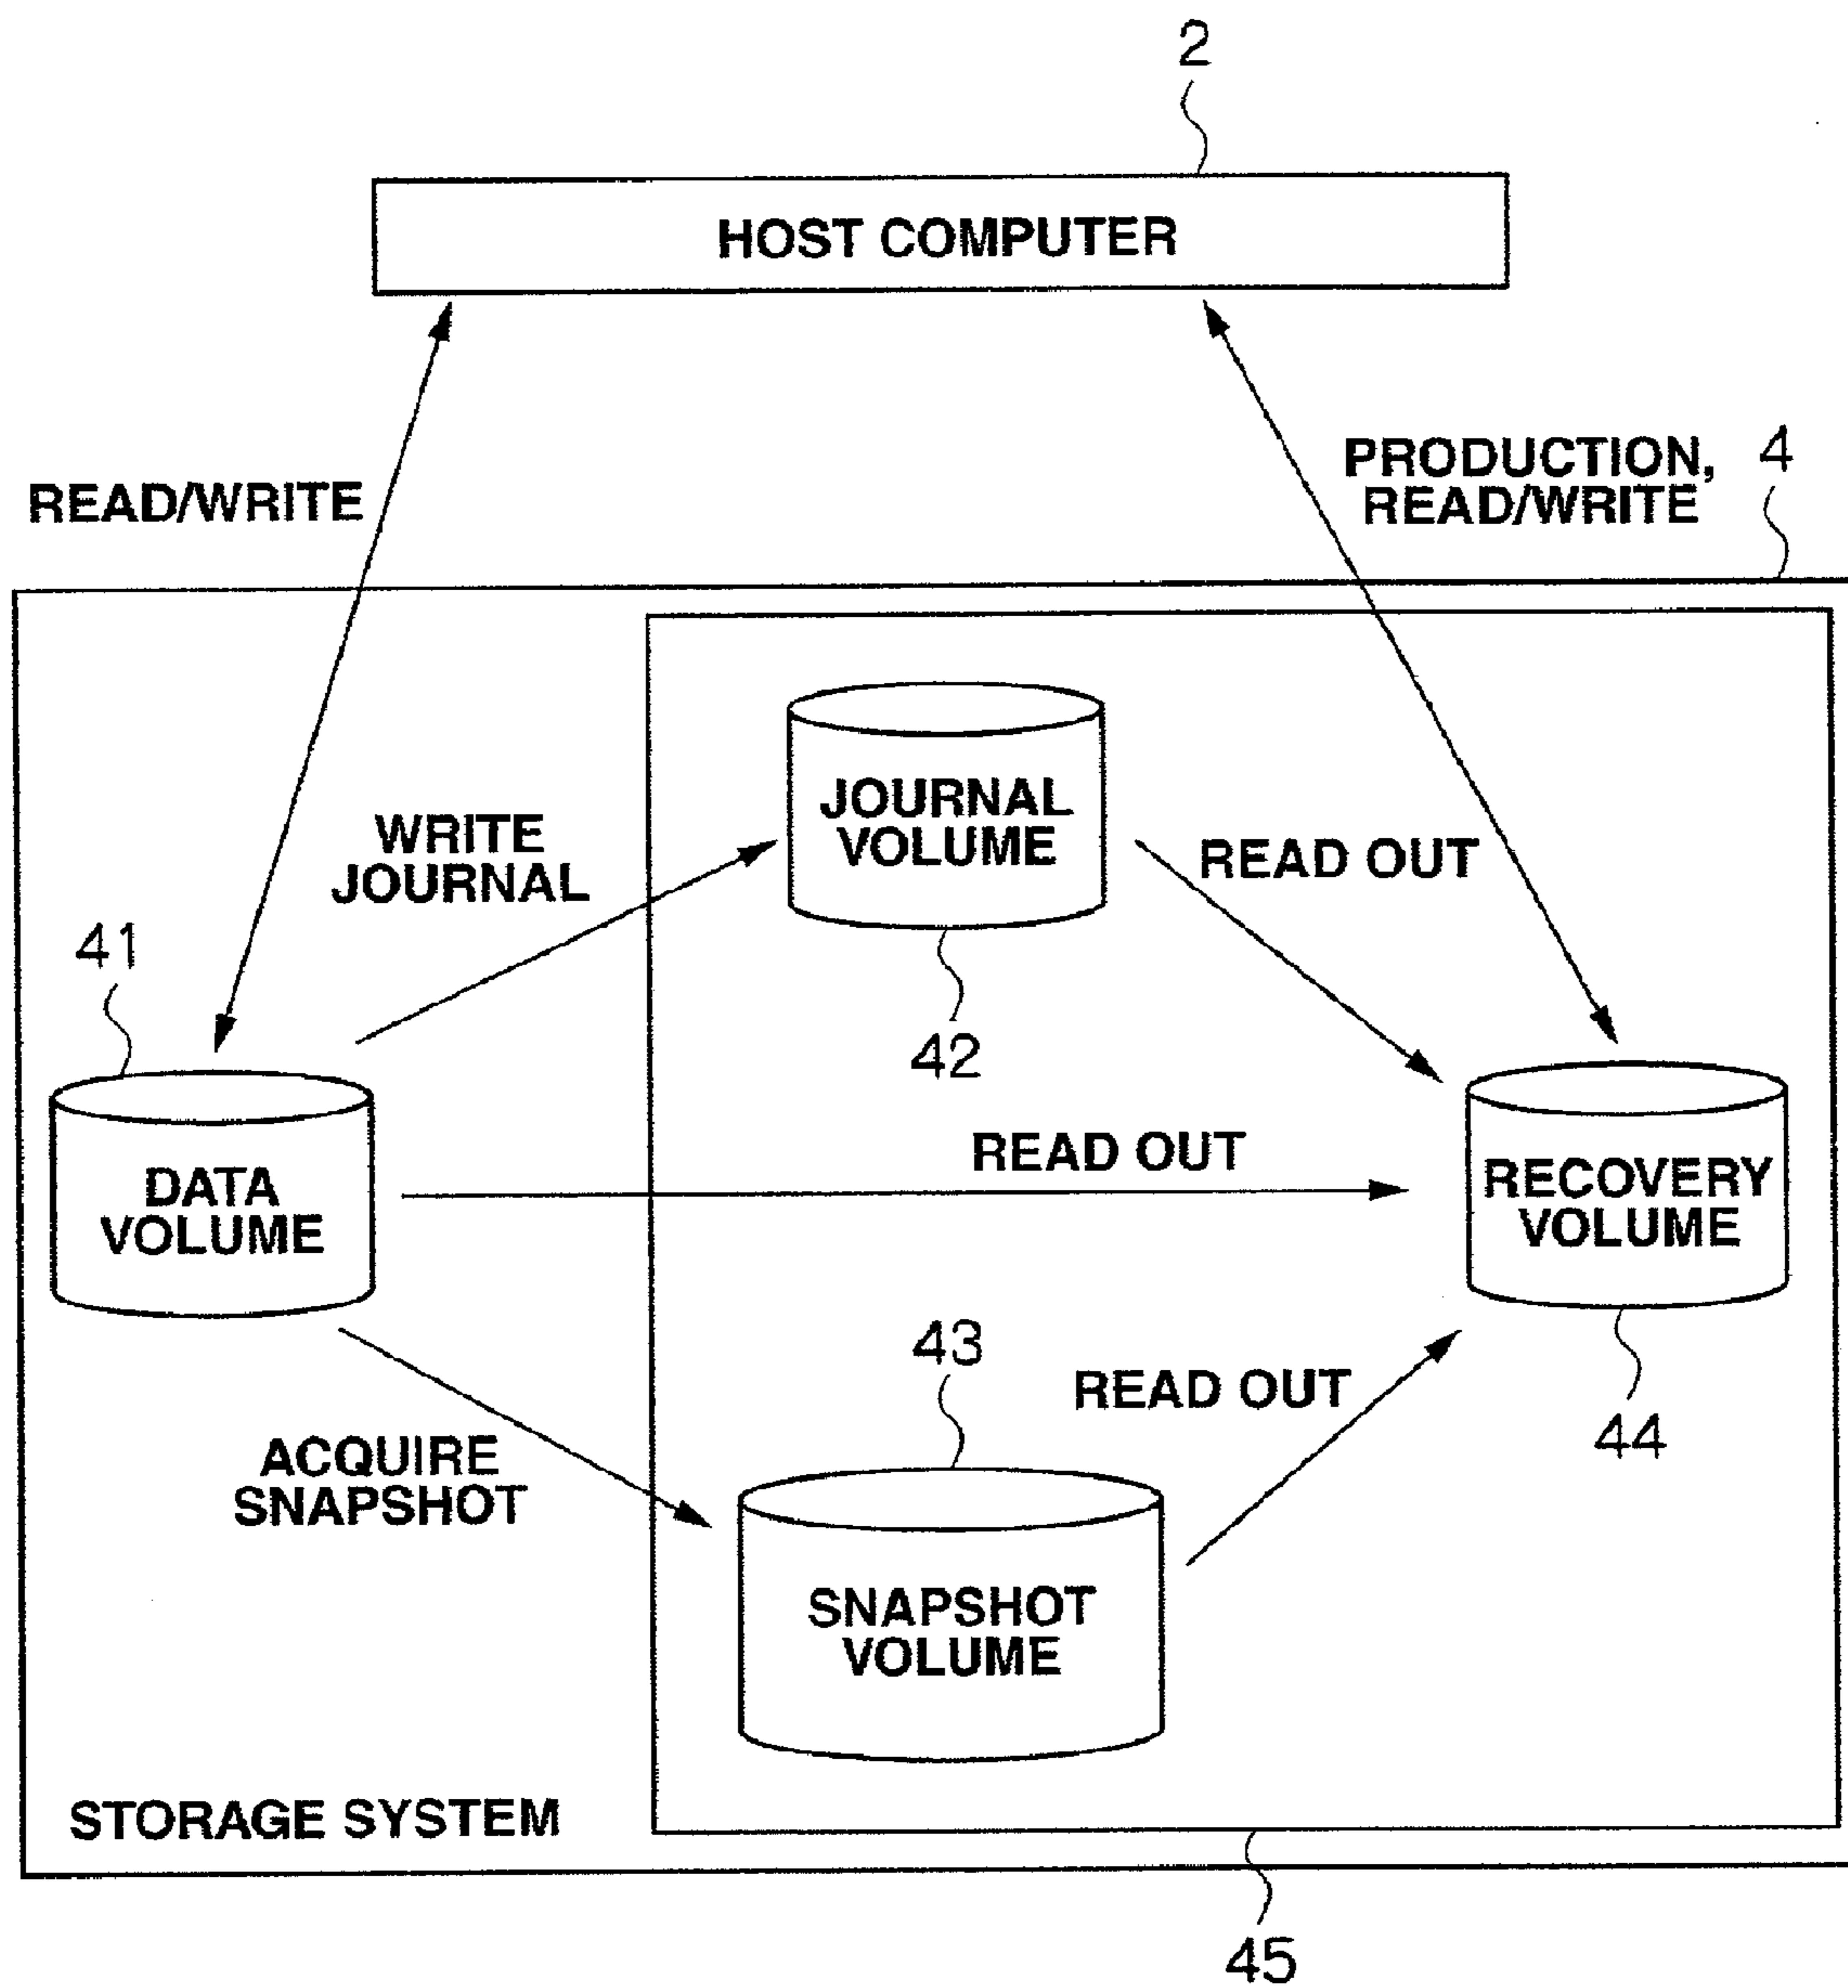 2
HOST COMPUTER
READ/WRITE
PRODUCTION,
READ/WRITE
4
WRITE
JOURNAL
JOURNAL
VOLUME
READ OUT
41
42
DATA
VOLUME
READ OUT
RECOVERY
VOLUME
43
READ OUT
44
ACQUIRE
SNAPSHOT
SNAPSHOT
VOLUME
STORAGE SYSTEM
45